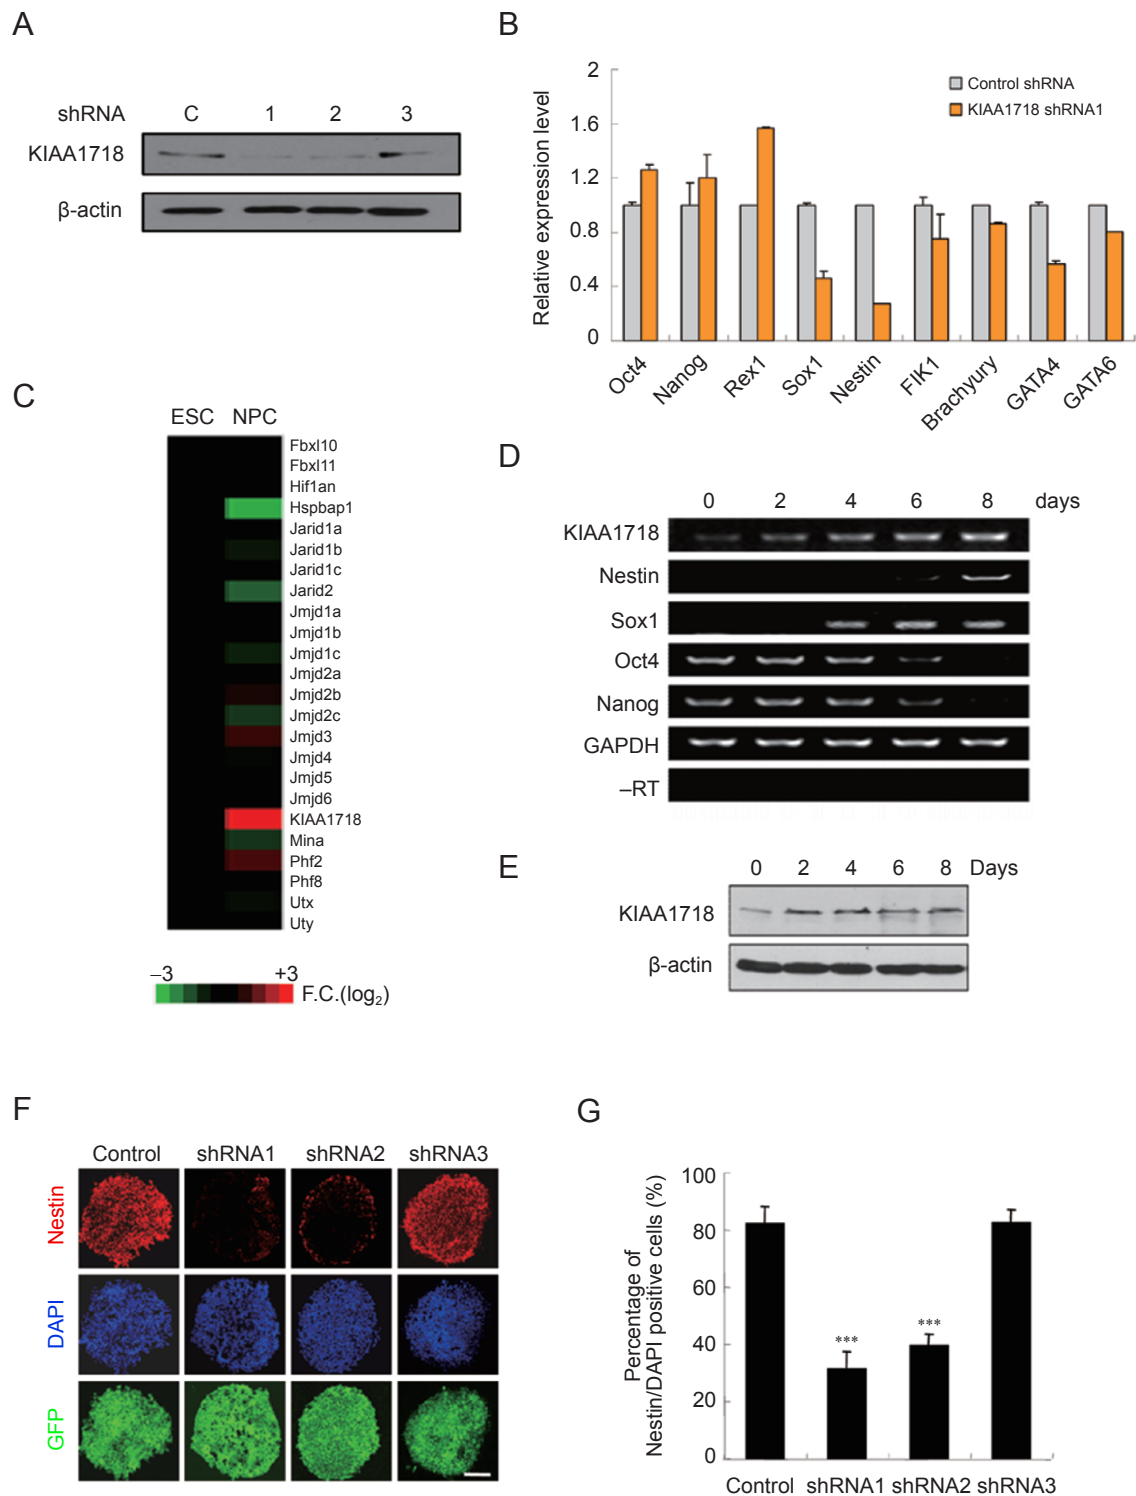 A
shRNA C 1 2 3
KIAA1718
β-actin
B
Relative expression level
2
1.6
1.2
0.8
0.4
0
Control shRNA
KIAA1718 shRNA1
Oct4 Nanog Rex1 Sox1 Nestin FIK1 Brachyury GATA4 GATA6
C
ESC NPC
Fbxl10
Fbxl11
Hif1an
Hspbap1
Jarid1a
Jarid1b
Jarid1c
Jarid2
Jmjd1a
Jmjd1b
Jmjd1c
Jmjd2a
Jmjd2b
Jmjd2c
Jmjd3
Jmjd4
Jmjd5
Jmjd6
KIAA1718
Mina
Phf2
Phf8
Utx
Uty
−3 +3
F.C.(log₂)
D
0 2 4 6 8 days
KIAA1718
Nestin
Sox1
Oct4
Nanog
GAPDH
–RT
E
0 2 4 6 8 Days
KIAA1718
β-actin
F
Control shRNA1 shRNA2 shRNA3
Nestin
DAPI
GFP
G
Percentage of
Nestin/DAPI positive cells (%)
100
80
60
40
20
0
***
***
Control shRNA1 shRNA2 shRNA3